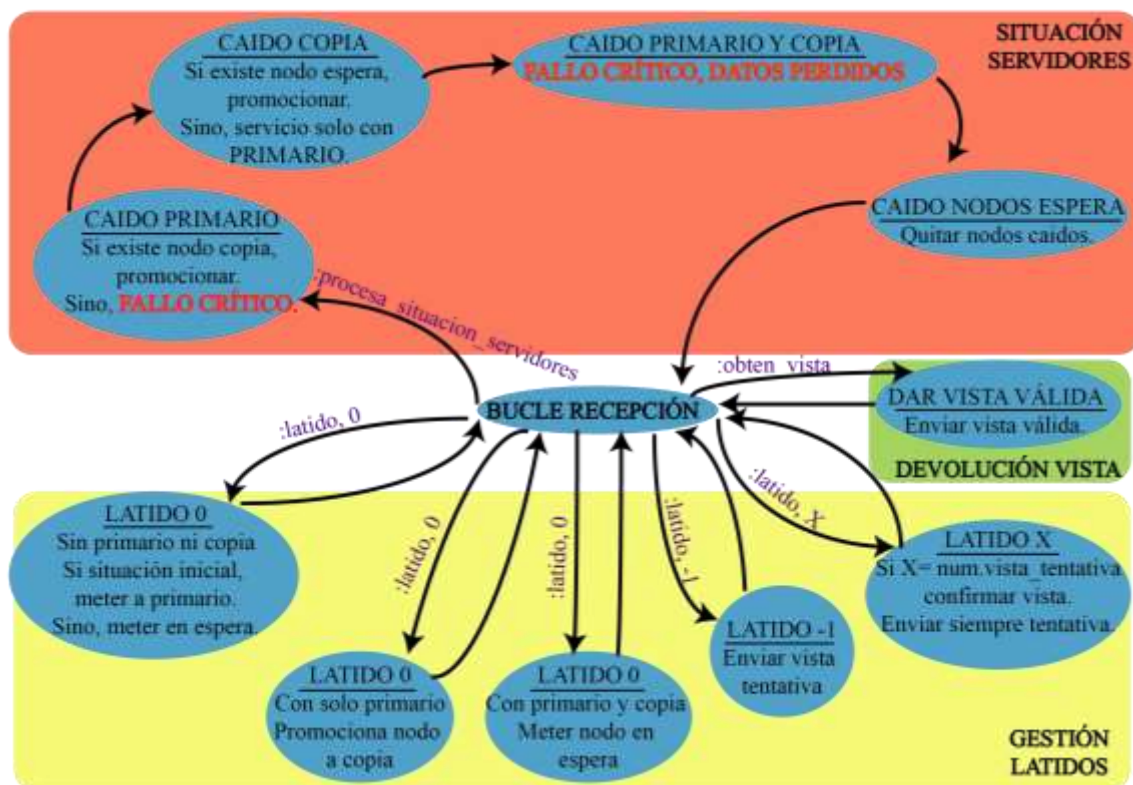 SITUACIÓN
SERVIDORES
CAIDO COPIA
Si existe nodo espera,
promocionar.
Sino, servicio solo con
PRIMARIO.
CAIDO PRIMARIO Y COPIA
FALLO CRÍTICO, DATOS PERDIDOS
CAIDO PRIMARIO
Si existe nodo copia,
promocionar.
Sino, FALLO CRÍTICO.
CAIDO NODOS ESPERA
Quitar nodos caidos.
:procesa_situacion_servidores
:obten_vista
BUCLE RECEPCIÓN
DAR VISTA VÁLIDA
Enviar vista válida.
DEVOLUCIÓN VISTA
:latido, 0
:latido, 0
:latido, 0
:latido, -1
:latido, X
LATIDO 0
Sin primario ni copia
Si situación inicial,
meter a primario.
Sino, meter en espera.
LATIDO 0
Con solo primario
Promociona nodo
a copia
LATIDO 0
Con primario y copia
Meter nodo en
espera
LATIDO -1
Enviar vista
tentativa
LATIDO X
Si X= num.vista_tentativa
confirmar vista.
Enviar siempre tentativa.
GESTIÓN
LATIDOS